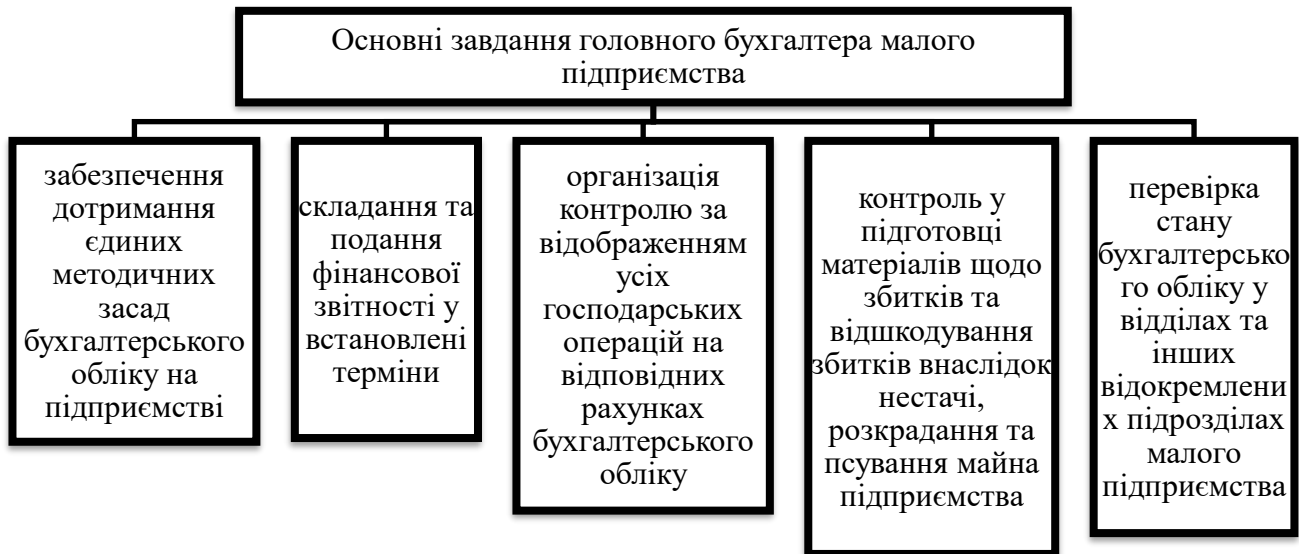 Основні завдання головного бухгалтера малого
підприємства
забезпечення
дотримання
єдиних
методичних
засад
бухгалтерського
обліку на
підприємстві
складання та
подання
фінансової
звітності у
встановлені
терміни
організація
контролю за
відображенням
усіх
господарських
операцій на
відповідних
рахунках
бухгалтерського
обліку
контроль у
підготовці
матеріалів щодо
збитків та
відшкодування
збитків внаслідок
нестачі,
розкрадання та
псування майна
підприємства
перевірка
стану
бухгалтерсько
го обліку у
відділах та
інших
відокремлени
х підрозділах
малого
підприємства